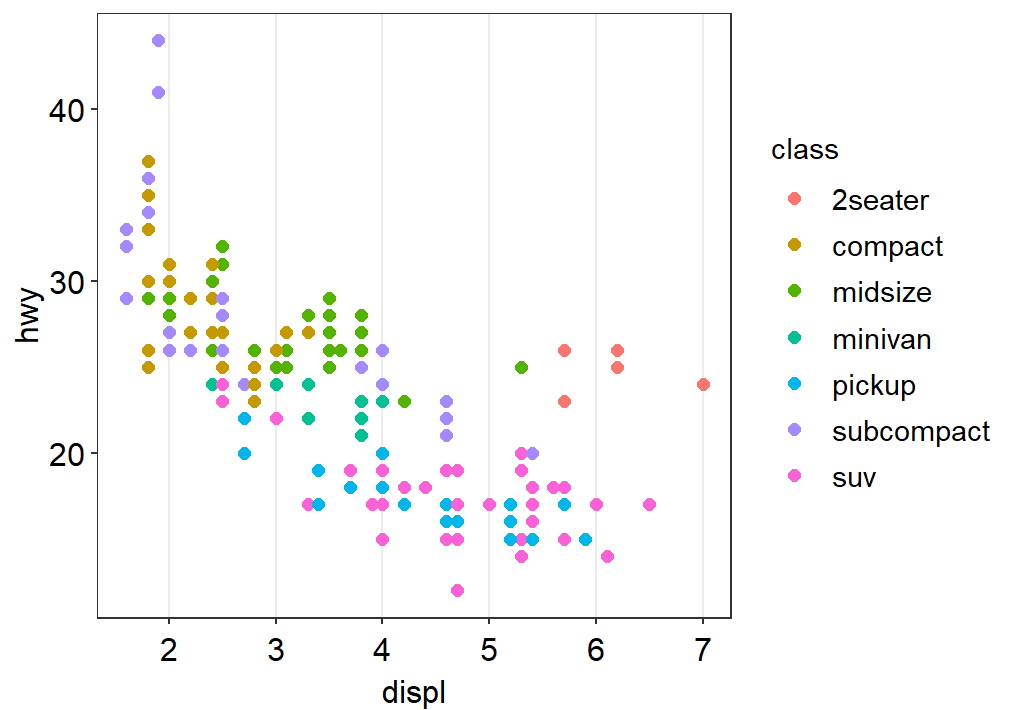 40
30
20
hwy
2 3 4 5 6 7
displ
class
2seater
compact
midsize
minivan
pickup
subcompact
suv